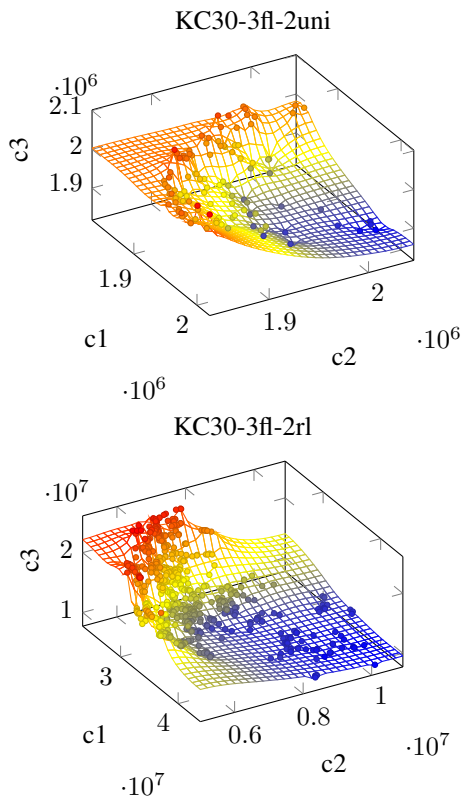 KC30-3fl-2uni
·10^6
2.1
2
1.9
c3
1.9
2
c1
·10^6
1.9
2
c2
·10^6
KC30-3fl-2rl
·10^7
2
1
c3
3
4
c1
·10^7
0.6
0.8
1
c2
·10^7